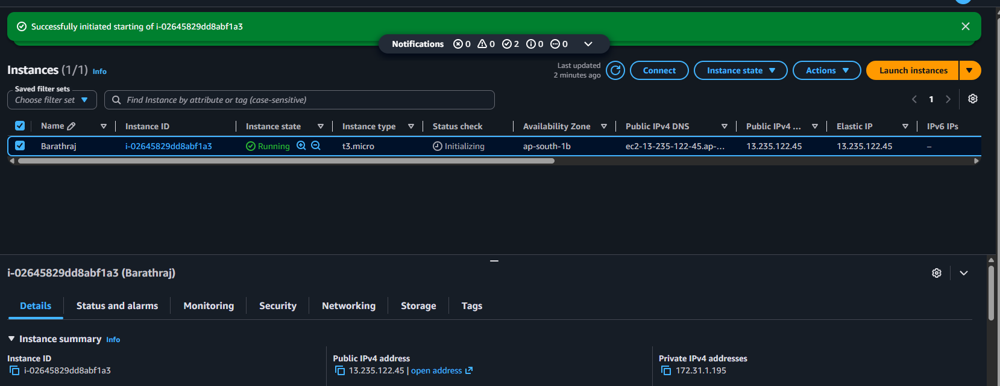 Successfully initiated starting of i-02645829dd8abf1a3
Notifications 0 0 2 0 0
Instances (1/1) Info
Last updated
2 minutes ago
Connect
Instance state
Actions
Launch instances
Saved filter sets
Choose filter set
Find Instance by attribute or tag (case-sensitive)
1
Name Instance ID Instance state Instance type Status check Availability Zone Public IPv4 DNS Public IPv4 ... Elastic IP IPv6 IPs
Barathraj i-02645829dd8abf1a3 Running t3.micro Initializing ap-south-1b ec2-13-235-122-45.ap-... 13.235.122.45 13.235.122.45 –
i-02645829dd8abf1a3 (Barathraj)
Details Status and alarms Monitoring Security Networking Storage Tags
Instance summary Info
Instance ID
i-02645829dd8abf1a3
Public IPv4 address
13.235.122.45 | open address
Private IPv4 addresses
172.31.1.195